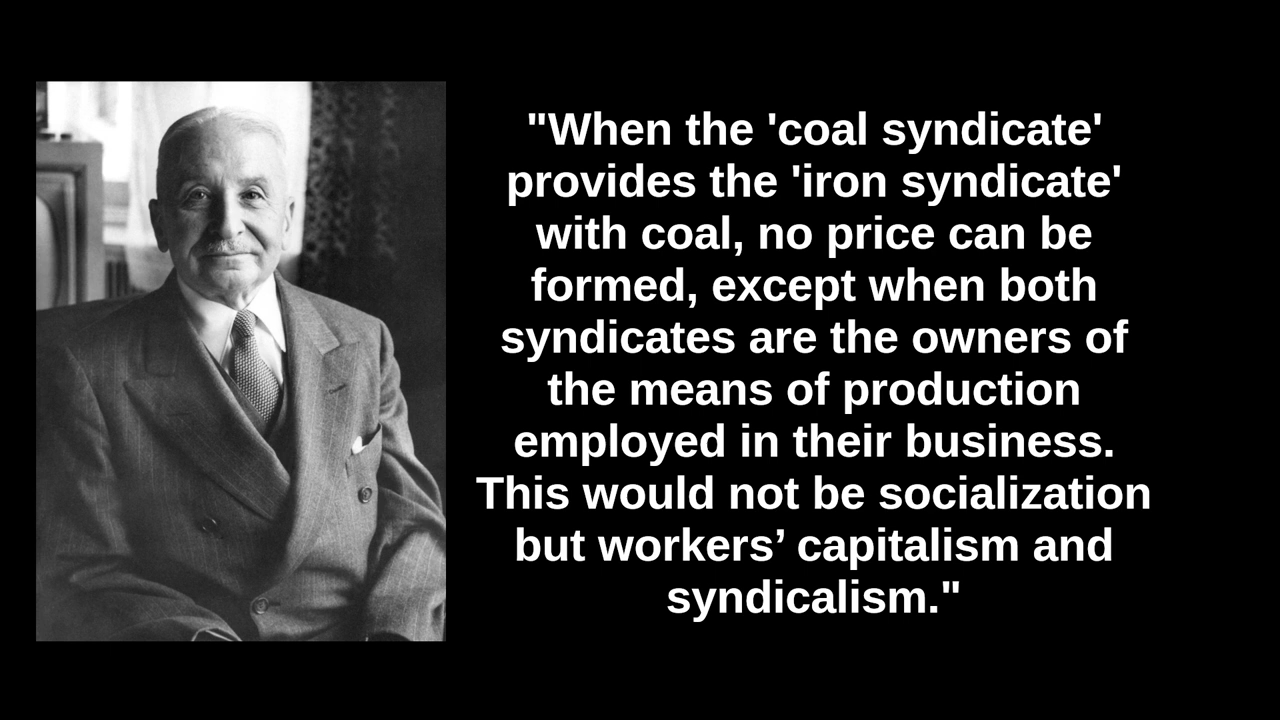 "When the 'coal syndicate'
provides the 'iron syndicate'
with coal, no price can be
formed, except when both
syndicates are the owners of
the means of production
employed in their business.
This would not be socialization
but workers’ capitalism and
syndicalism."